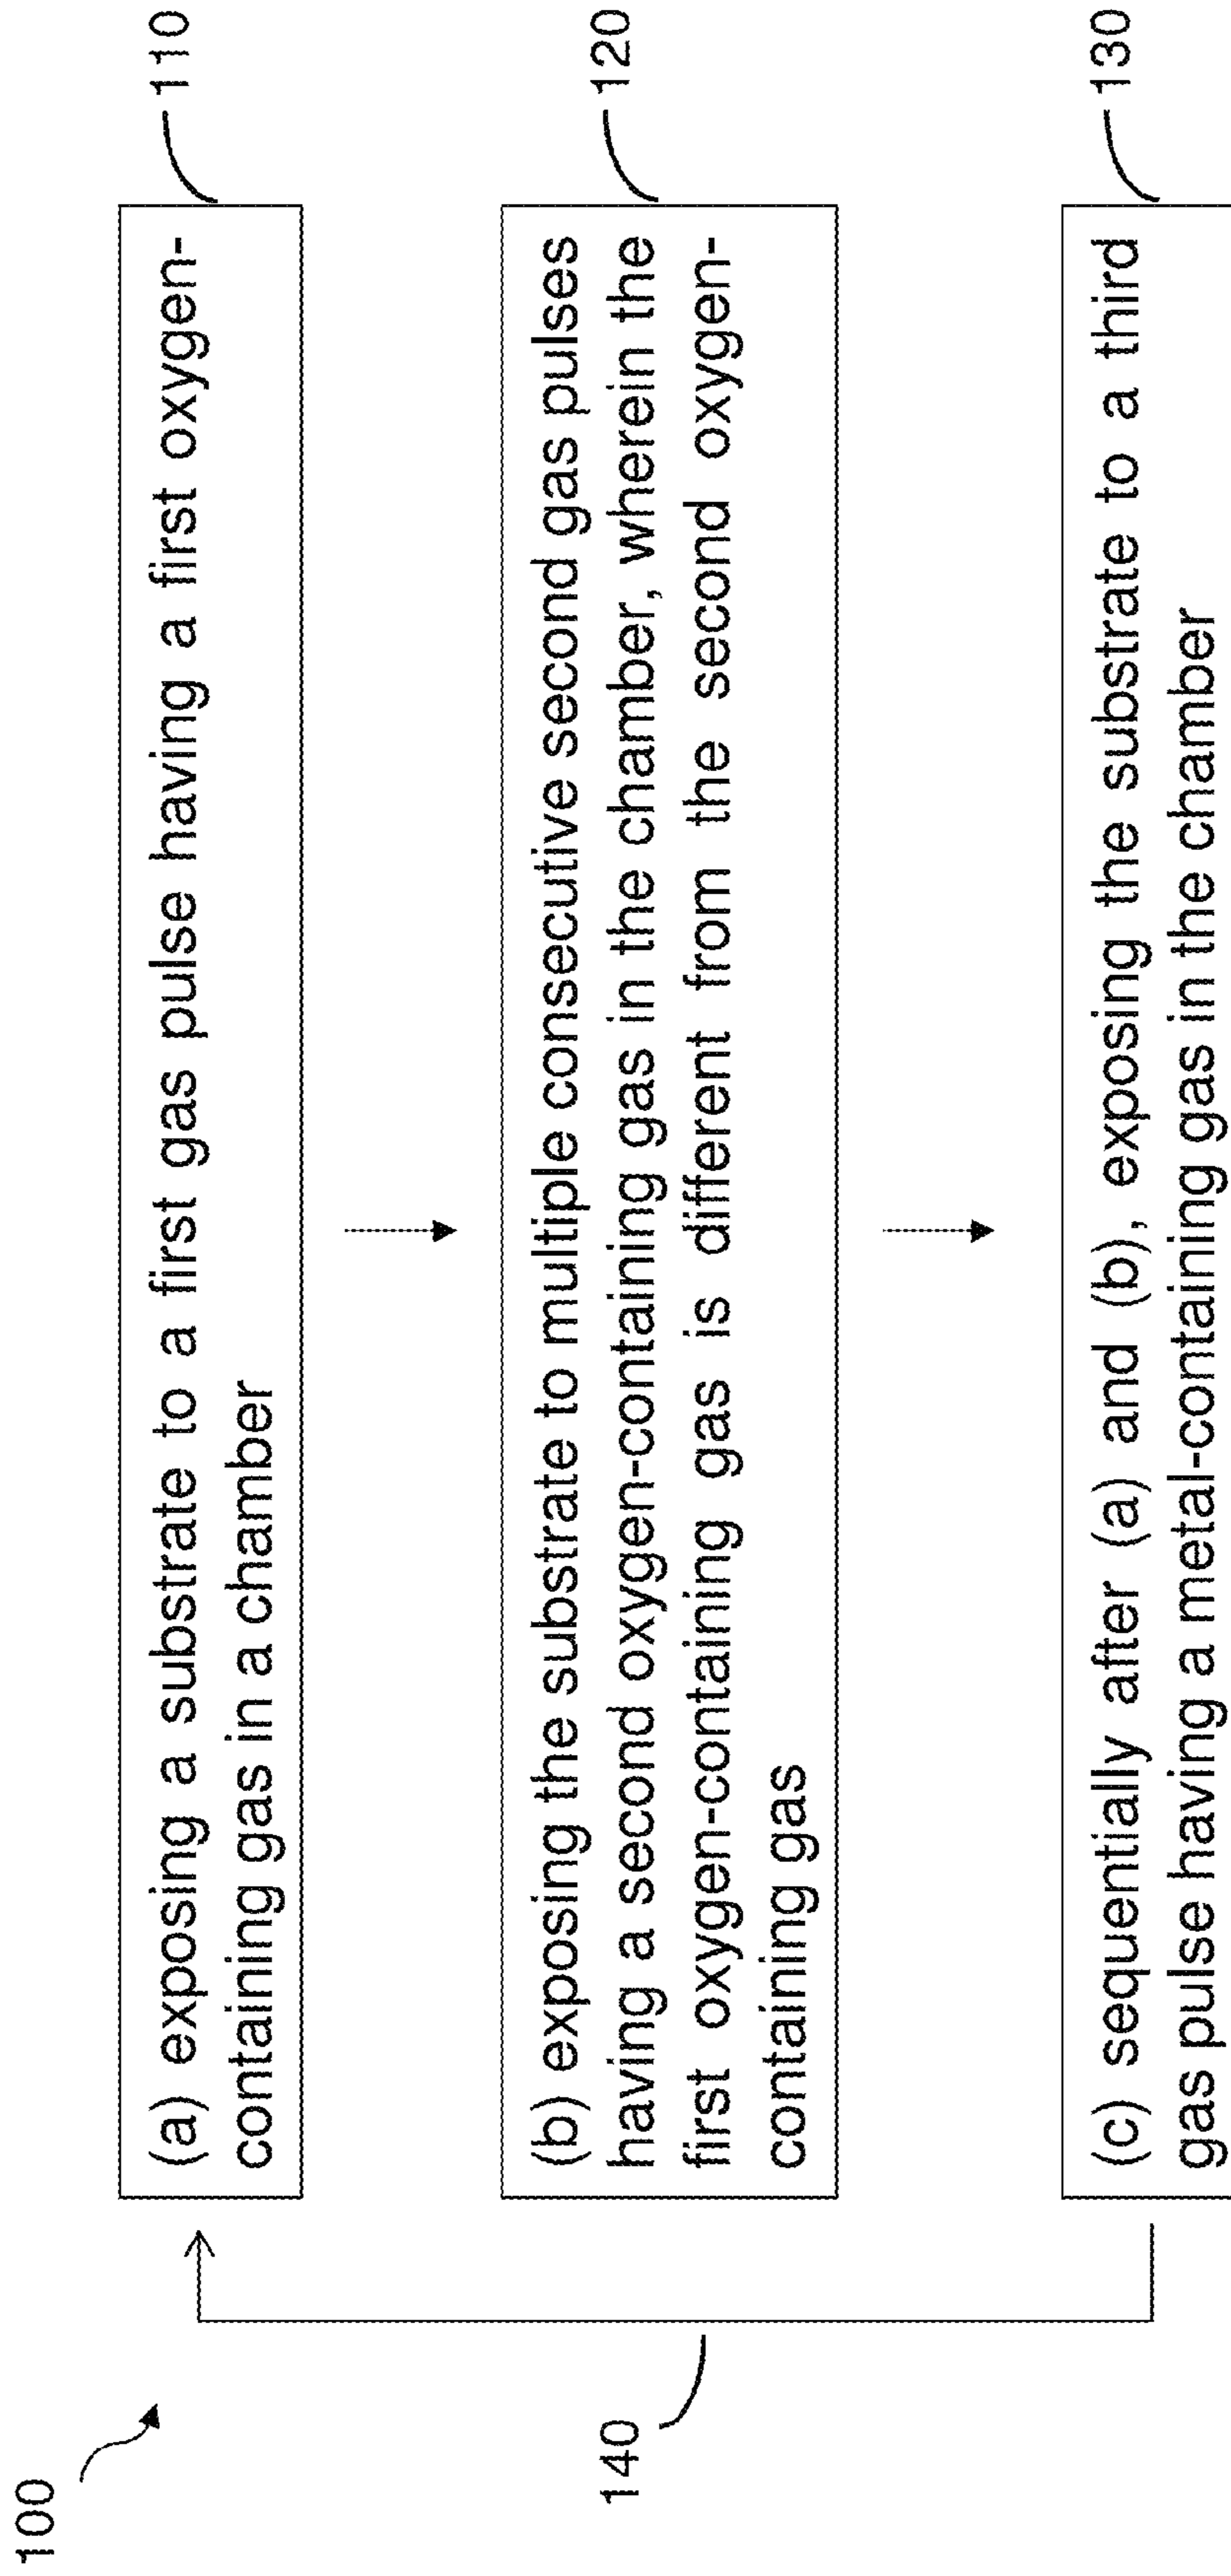 100
(a) exposing a substrate to a first gas pulse having a first oxygen-
containing gas in a chamber
110
(b) exposing the substrate to multiple consecutive second gas pulses
having a second oxygen-containing gas in the chamber, wherein the
first oxygen-containing gas is different from the second oxygen-
containing gas
120
140
(c) sequentially after (a) and (b), exposing the substrate to a third
gas pulse having a metal-containing gas in the chamber
130